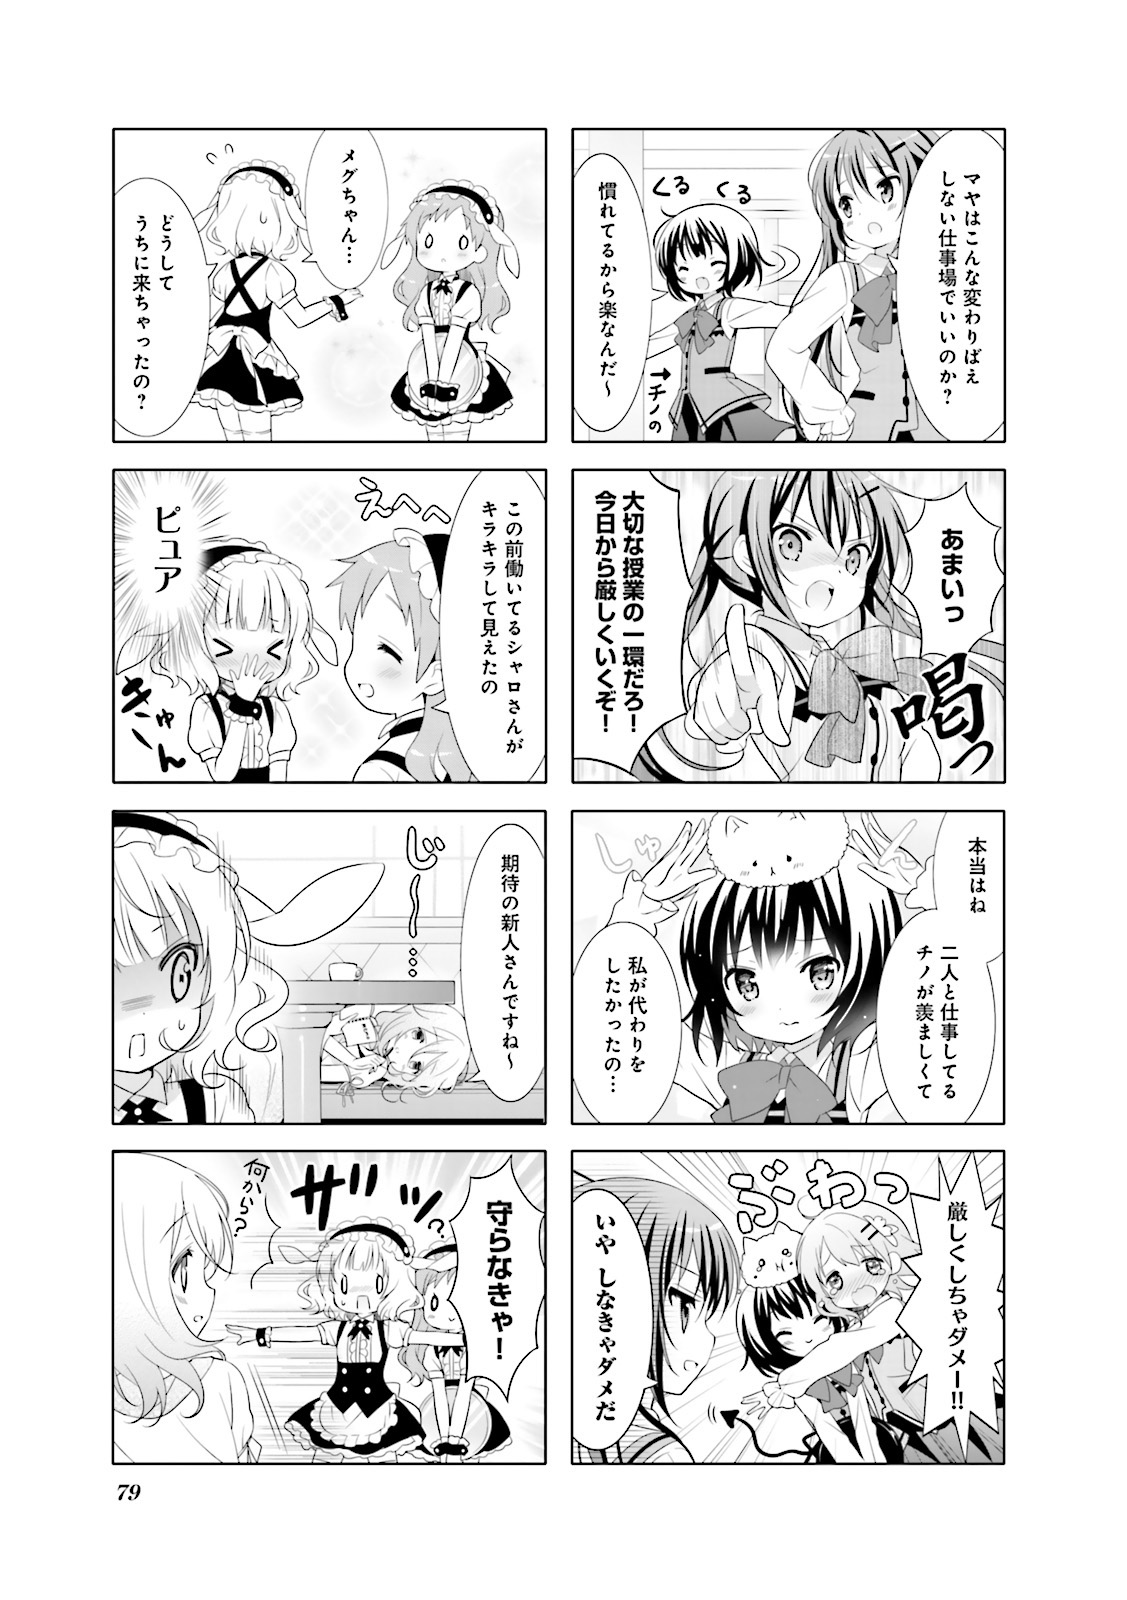 マヤはこんな変わりばえ
しない仕事場でいいのか?
くる
くる
慣れてるから楽なんだ〜
→チノの
あまいっ
喝っ
大切な授業の一環だろ!
今日から厳しくいくぞ!
本当はね
二人と仕事してる
チノが羨ましくて
しゅん
私が代わりを
したかったの…
厳しくしちゃダメー!!
ぶわっ
いや しなきゃダメだ
メグちゃん…
どうして
うちに来ちゃったの?
この前働いてるシャロさんが
キラキラして見えたの
えへへ
ピュア
きゅーん
期待の新人さんですね〜
じ〜…
守らなきゃ!
?
ザッ
何から?
79